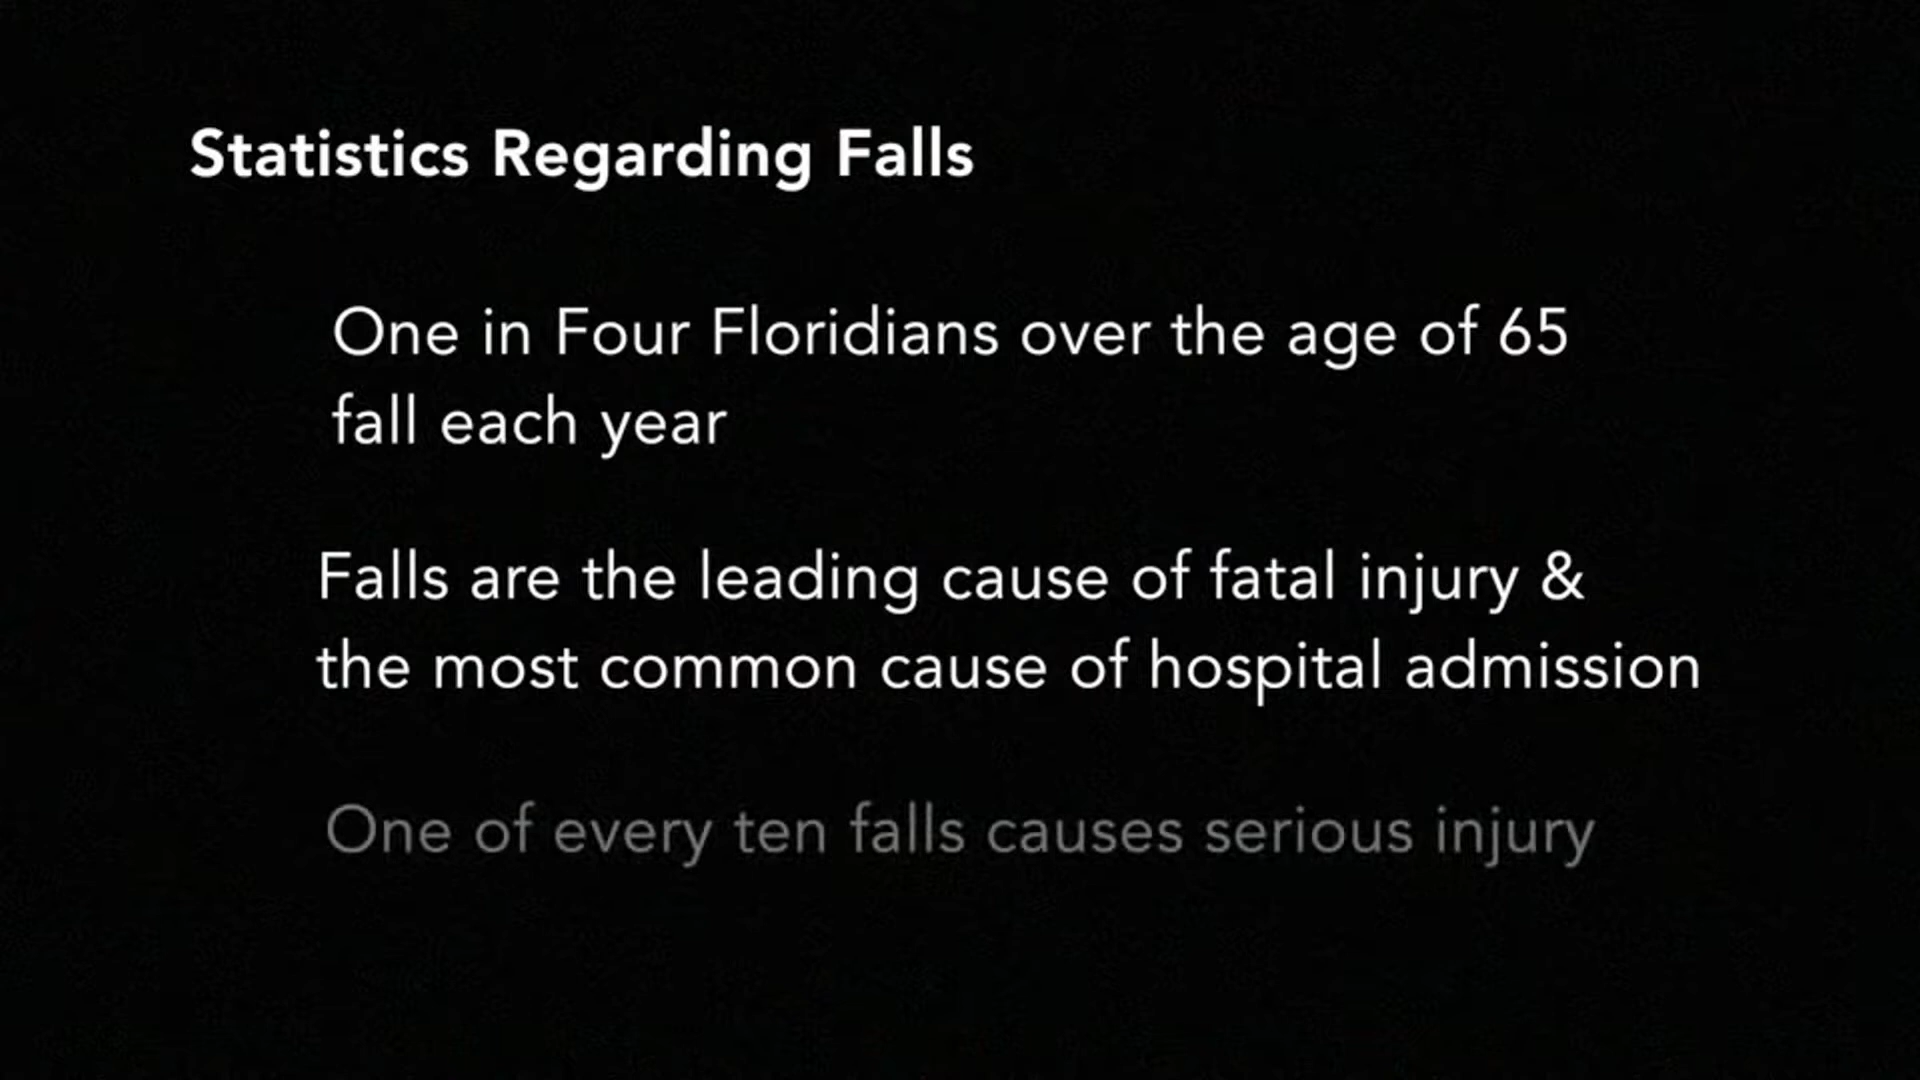 Statistics Regarding Falls
One in Four Floridians over the age of 65
fall each year
Falls are the leading cause of fatal injury &
the most common cause of hospital admission
One of every ten falls causes serious injury